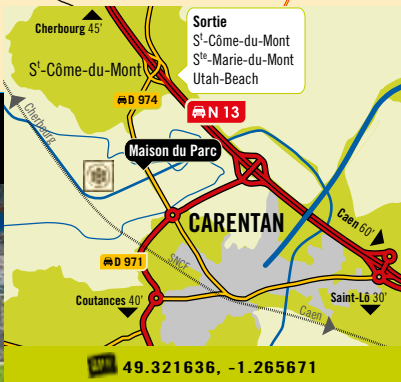 Cherbourg 45'
Sortie
St-Côme-du-Mont
Ste-Marie-du-Mont
Utah-Beach
St-Côme-du-Mont
D 974
N 13
Cherbourg
Maison du Parc
CARENTAN
Caen 60'
D 971
SNCF
Coutances 40'
Saint-Lô 30'
Caen
49.321636, -1.265671